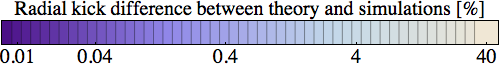 Radial kick difference between theory and simulations [%]
0.01 0.04 0.4 4 40